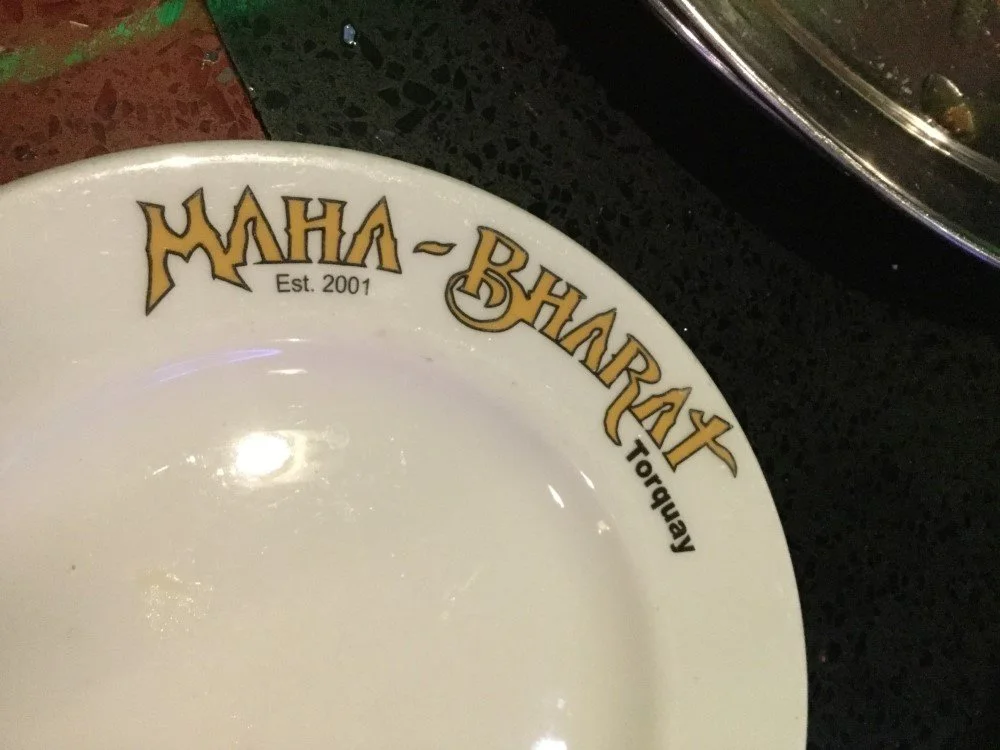 MAHA - BHARAT
Est. 2001
Torquay